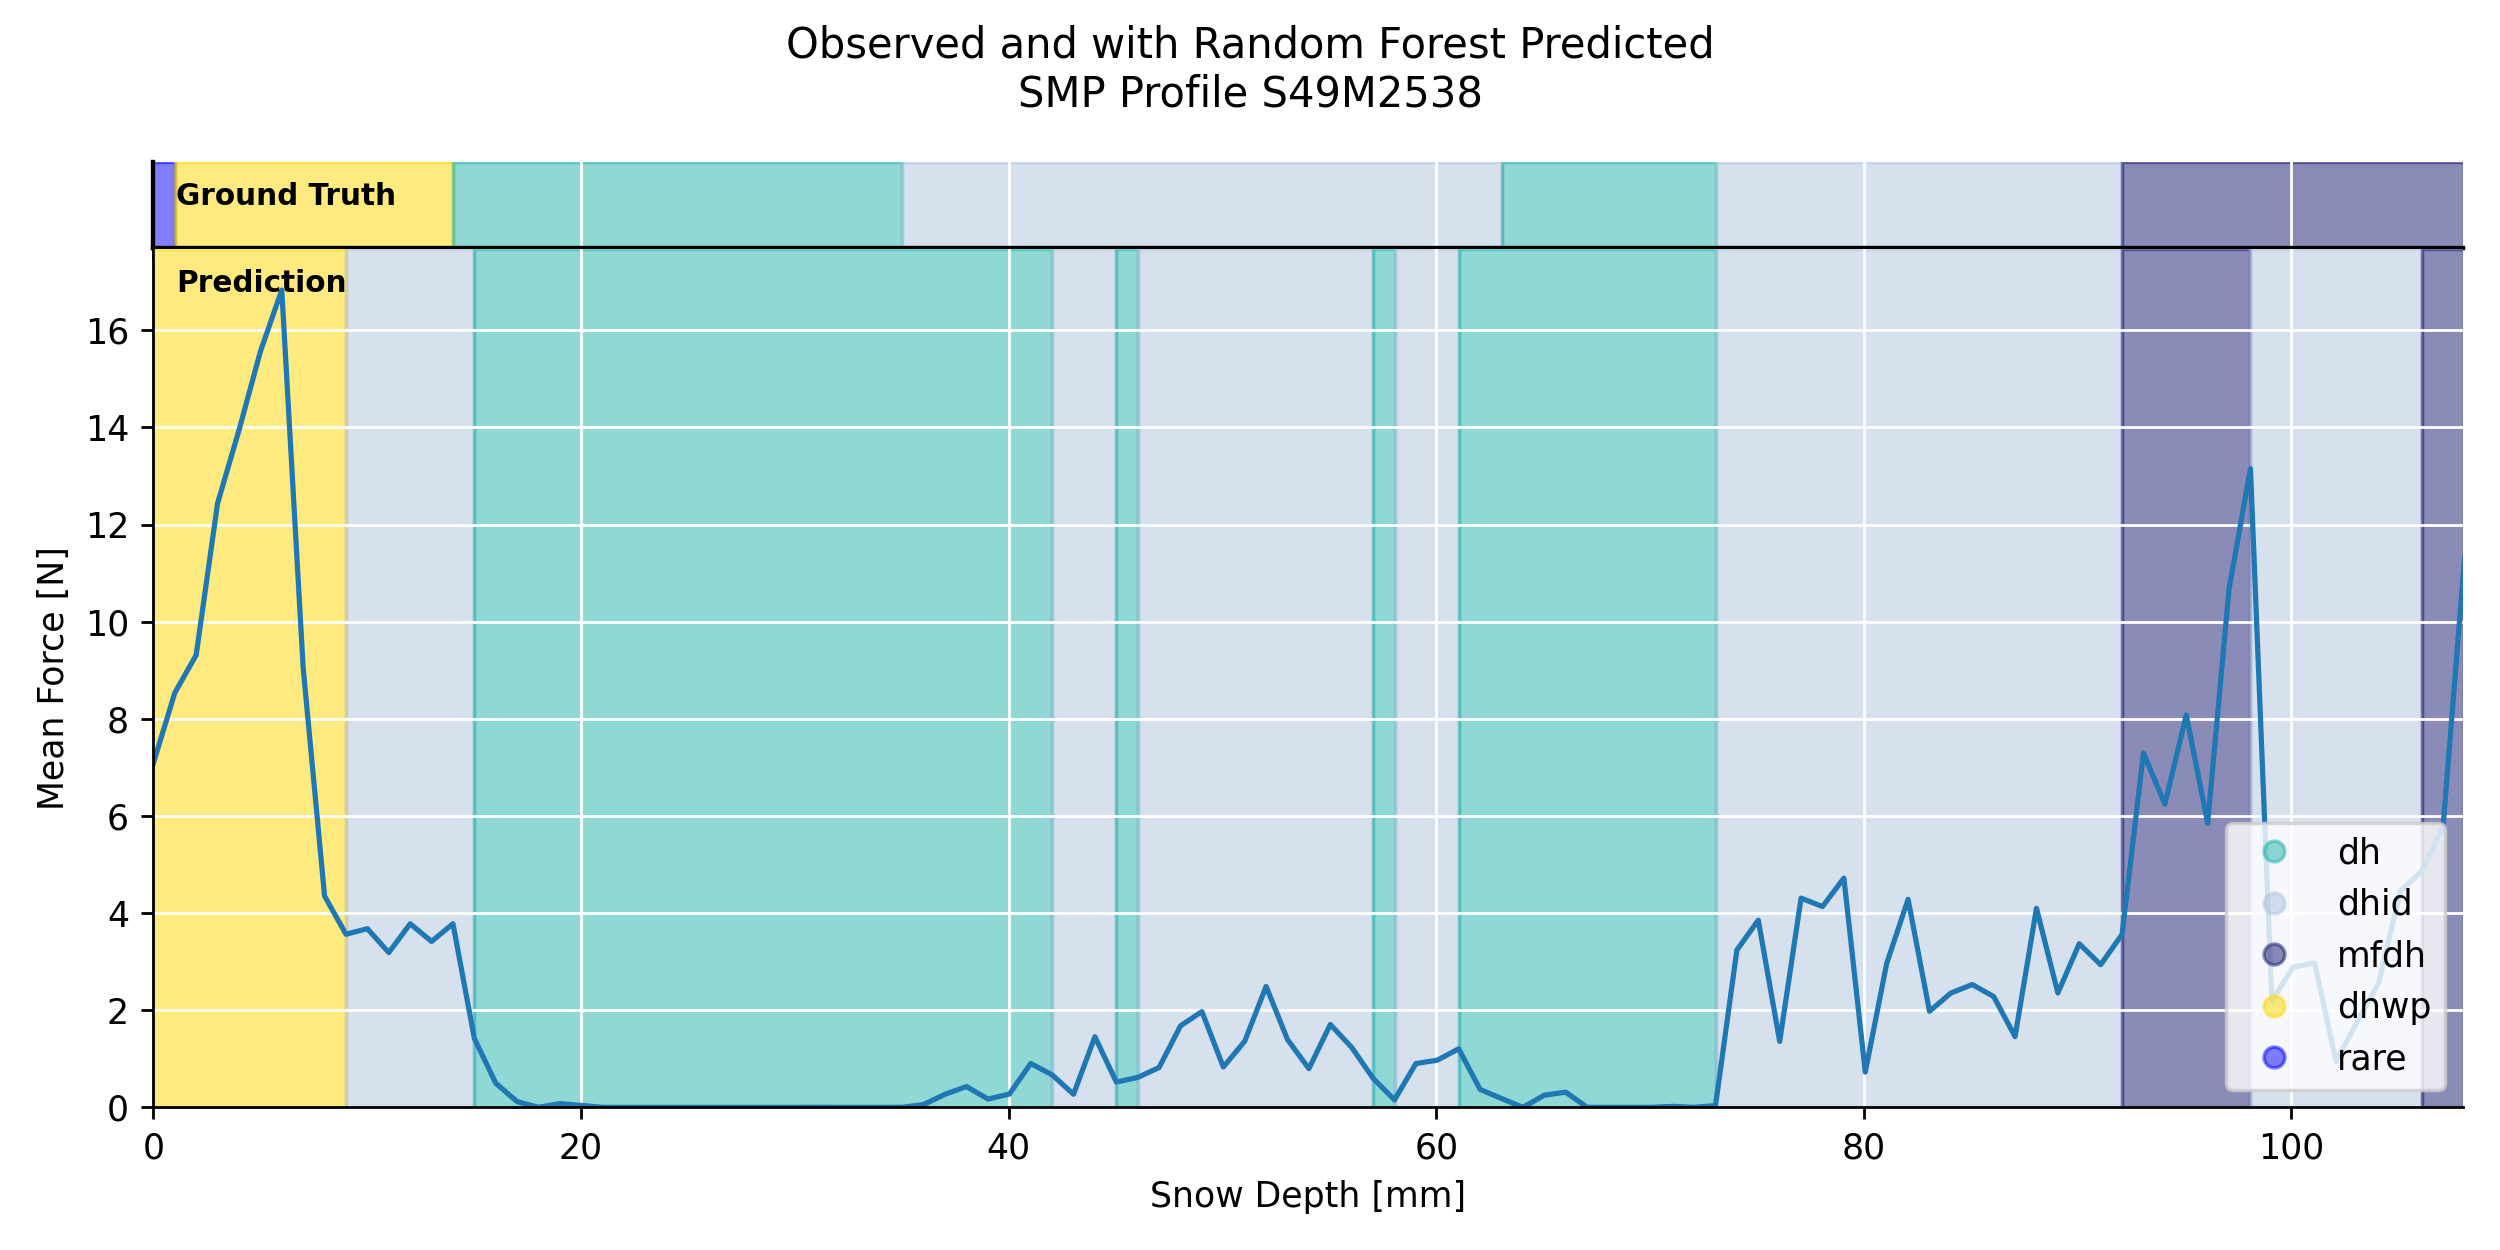 Observed and with Random Forest Predicted
SMP Profile S49M2538
Ground Truth
Prediction
16
14
12
10
8
6
4
2
0
Mean Force [N]
0 20 40 60 80 100
Snow Depth [mm]
dh
dhid
mfdh
dhwp
rare